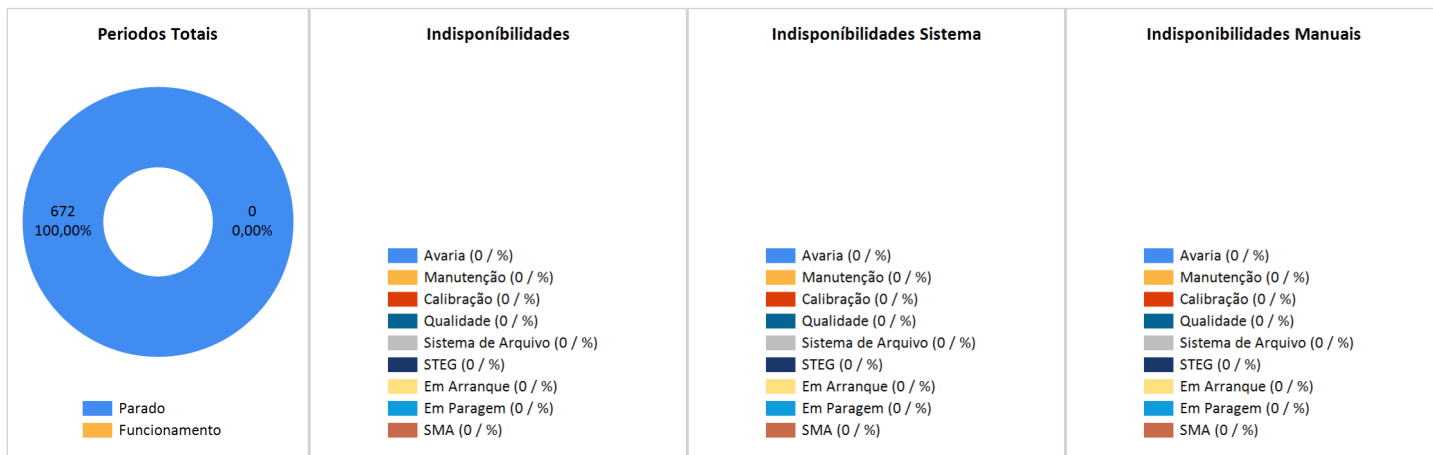 Periodos Totais
672
100,00%
0
0,00%
Parado
Funcionamento
Indisponíbilidades
Avaria (0 / %)
Manutenção (0 / %)
Calibração (0 / %)
Qualidade (0 / %)
Sistema de Arquivo (0 / %)
STEG (0 / %)
Em Arranque (0 / %)
Em Paragem (0 / %)
SMA (0 / %)
Indisponíbilidades Sistema
Avaria (0 / %)
Manutenção (0 / %)
Calibração (0 / %)
Qualidade (0 / %)
Sistema de Arquivo (0 / %)
STEG (0 / %)
Em Arranque (0 / %)
Em Paragem (0 / %)
SMA (0 / %)
Indisponibilidades Manuais
Avaria (0 / %)
Manutenção (0 / %)
Calibração (0 / %)
Qualidade (0 / %)
Sistema de Arquivo (0 / %)
STEG (0 / %)
Em Arranque (0 / %)
Em Paragem (0 / %)
SMA (0 / %)